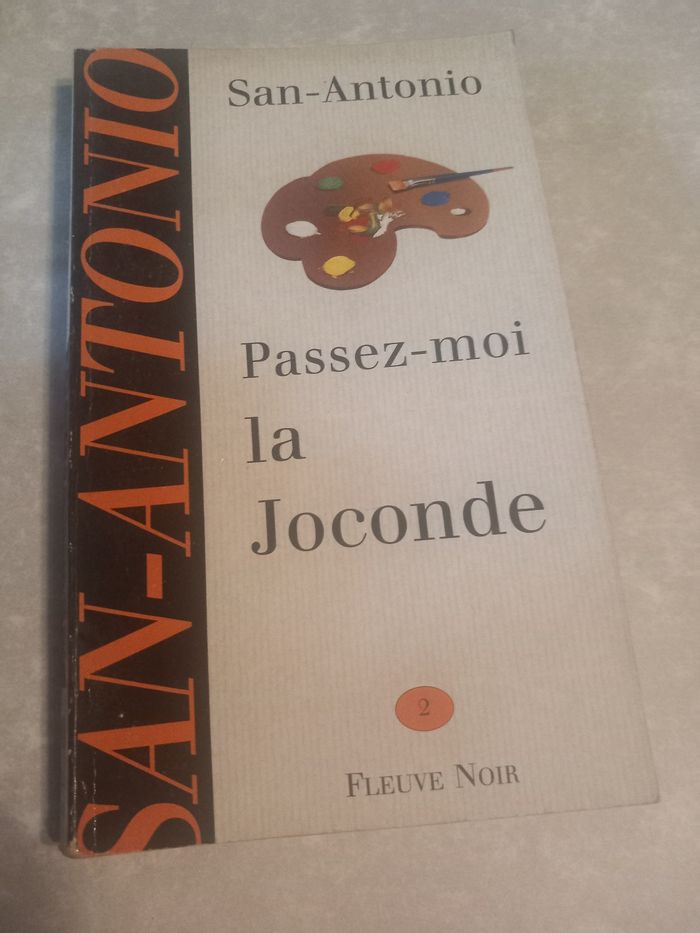 SAN-ANTONIO
San-Antonio
Passez-moi
la
Joconde
2
FLEUVE NOIR